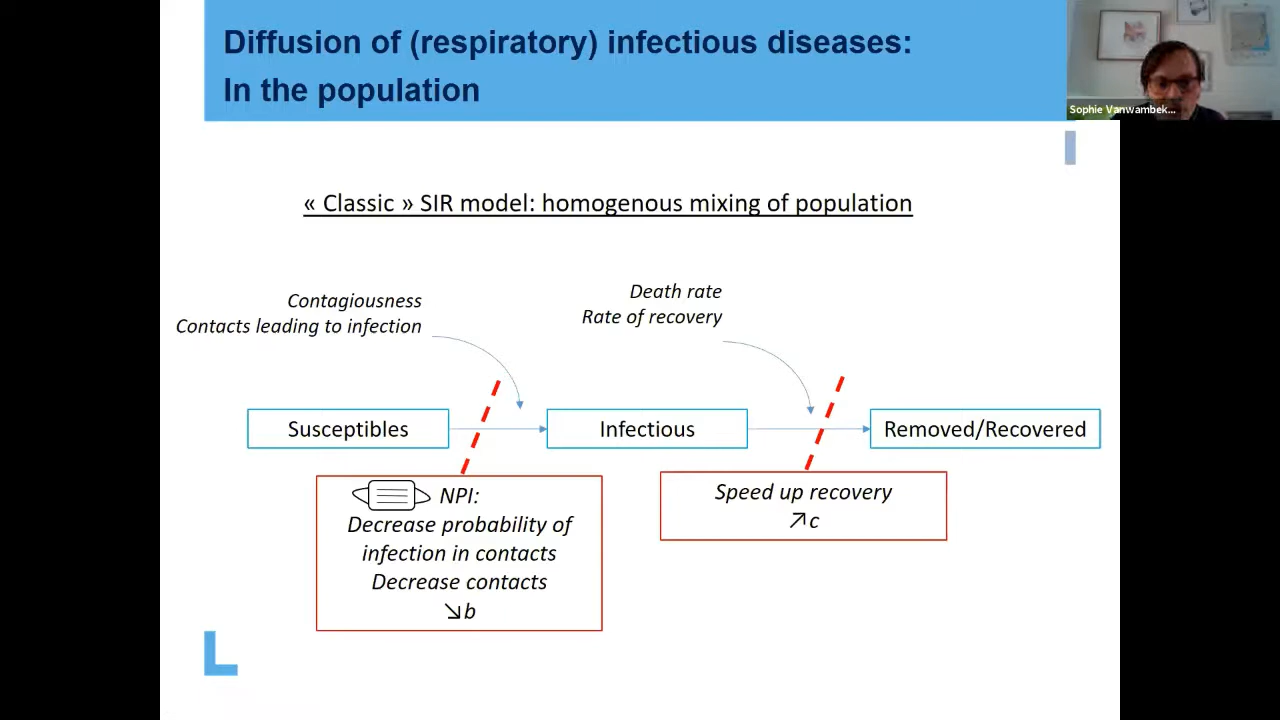 Diffusion of (respiratory) infectious diseases:
In the population
Sophie Vanwambek...
« Classic » SIR model: homogenous mixing of population
Contagiousness
Contacts leading to infection
Death rate
Rate of recovery
Susceptibles
Infectious
Removed/Recovered
NPI:
Decrease probability of
infection in contacts
Decrease contacts
↘b
Speed up recovery
↗c